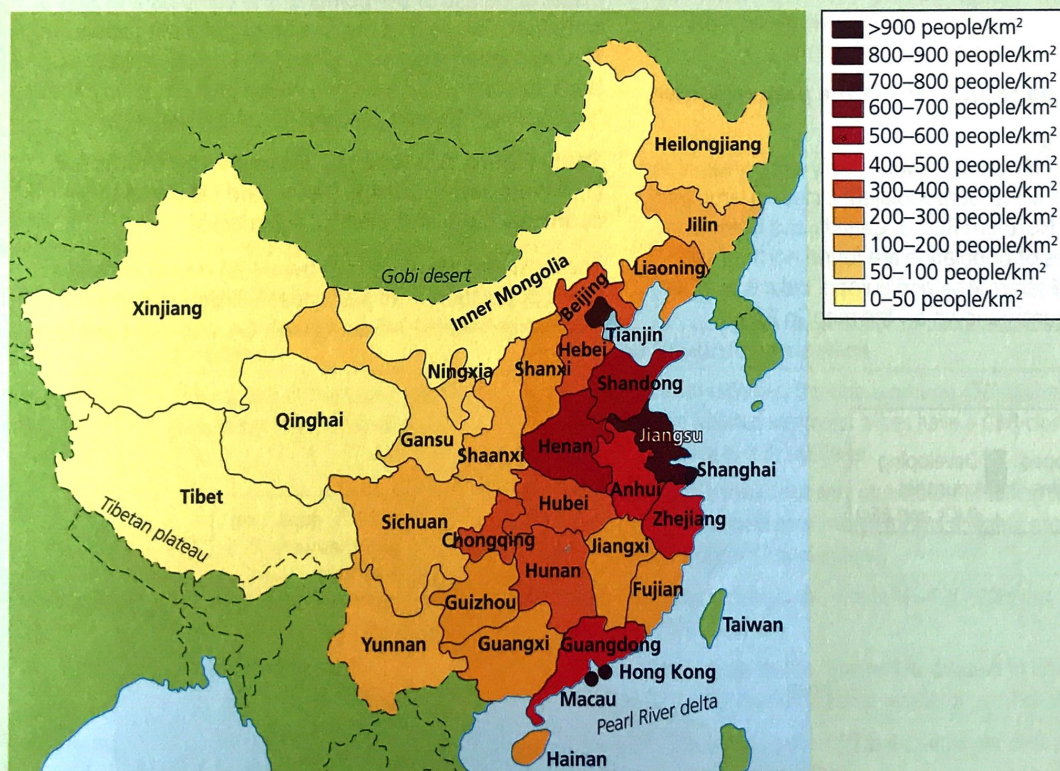 >900 people/km²
800–900 people/km²
700–800 people/km²
600–700 people/km²
500–600 people/km²
400–500 people/km²
300–400 people/km²
200–300 people/km²
100–200 people/km²
50–100 people/km²
0–50 people/km²
Heilongjiang
Jilin
Liaoning
Gobi desert
Inner Mongolia
Beijing
Xinjiang
Tianjin
Hebei
Ningxia
Shanxi
Shandong
Qinghai
Gansu
Jiangsu
Henan
Shaanxi
Shanghai
Tibet
Anhui
Hubei
Zhejiang
Tibetan plateau
Sichuan
Chongqing
Jiangxi
Hunan
Fujian
Guizhou
Taiwan
Yunnan
Guangxi
Guangdong
Hong Kong
Macau
Pearl River delta
Hainan